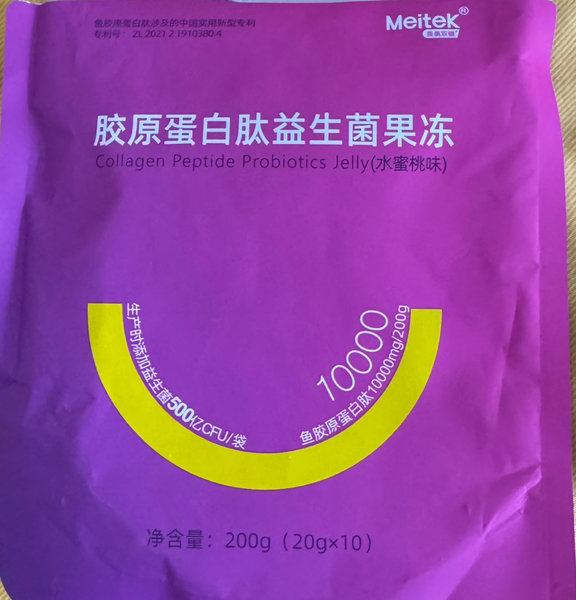 鱼胶原蛋白肽涉及的中国实用新型专利
专利号：ZL 2021 2 1910380.4
Meitek®
胶原蛋白肽益生菌果冻
Collagen Peptide Probiotics Jelly(水蜜桃味)
生产时添加益生菌500亿CFU/袋
10000
鱼胶原蛋白肽10000mg/200g
净含量：200g（20g×10）